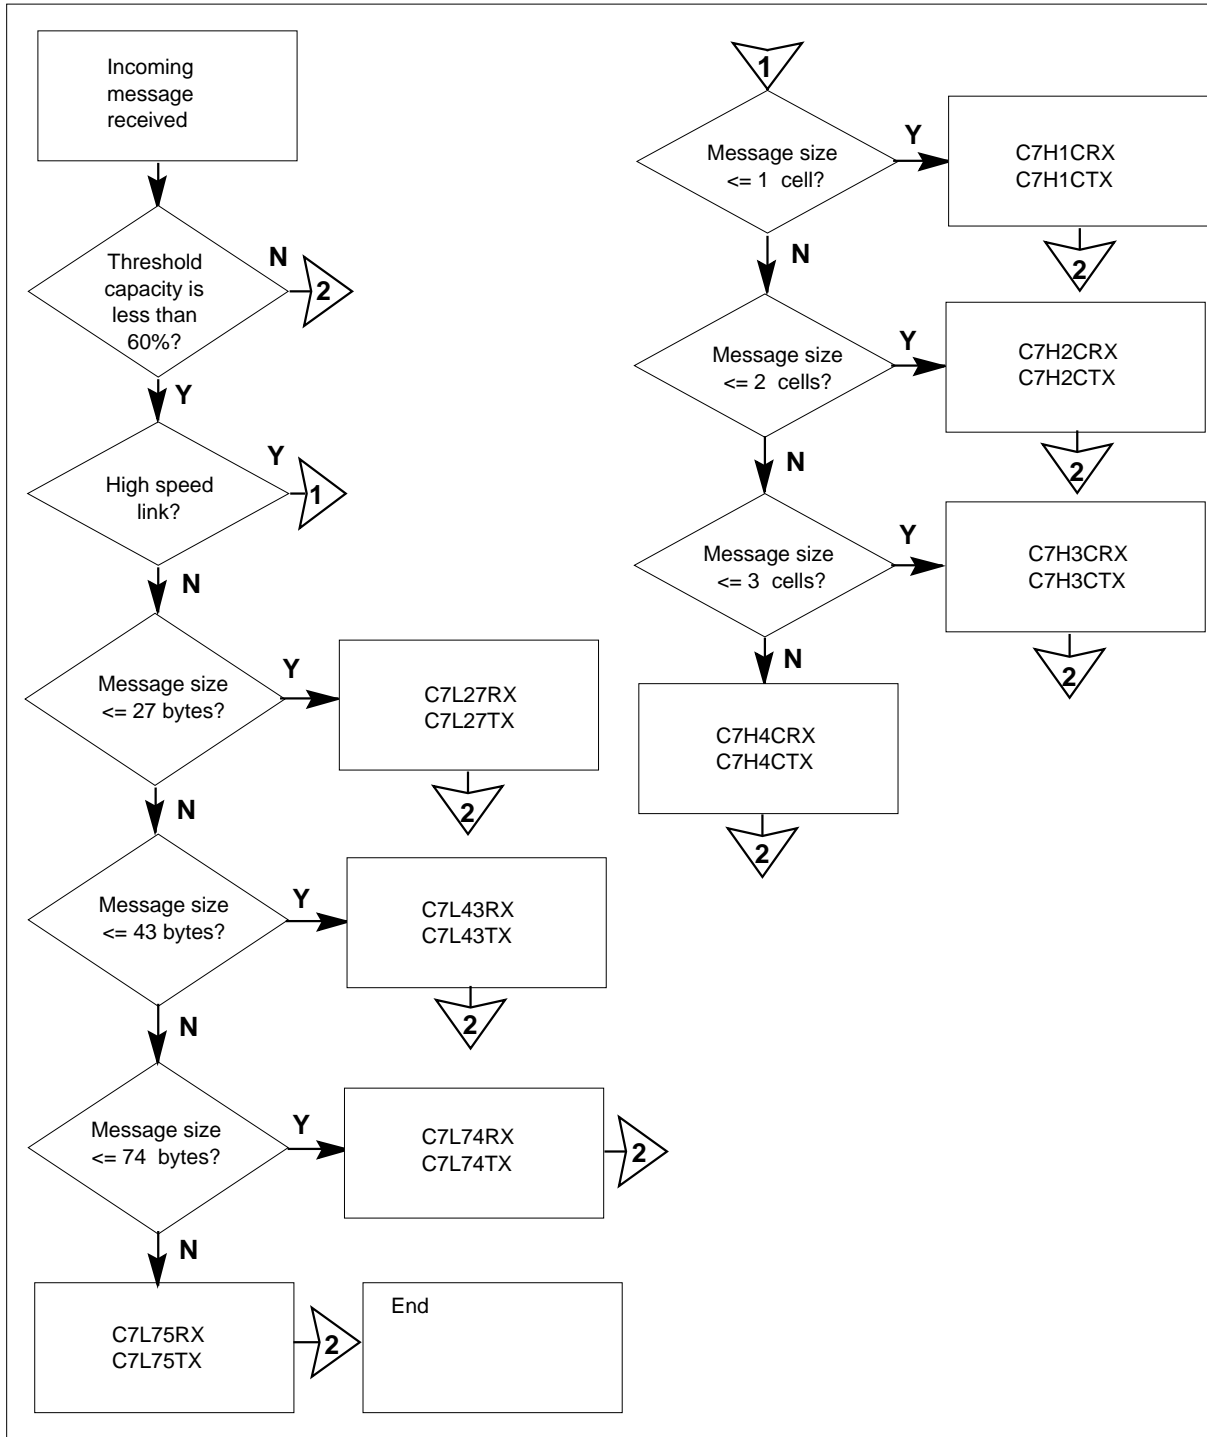 Incoming
message
received
Threshold
capacity is
less than
60%?
N
2
Y
High speed
link?
Y
1
N
Message size
<= 27 bytes?
Y
C7L27RX
C7L27TX
2
N
Message size
<= 43 bytes?
Y
C7L43RX
C7L43TX
2
N
Message size
<= 74 bytes?
Y
C7L74RX
C7L74TX
2
N
C7L75RX
C7L75TX
2
End
1
Message size
<= 1 cell?
Y
C7H1CRX
C7H1CTX
2
N
Message size
<= 2 cells?
Y
C7H2CRX
C7H2CTX
2
N
Message size
<= 3 cells?
Y
C7H3CRX
C7H3CTX
2
N
C7H4CRX
C7H4CTX
2